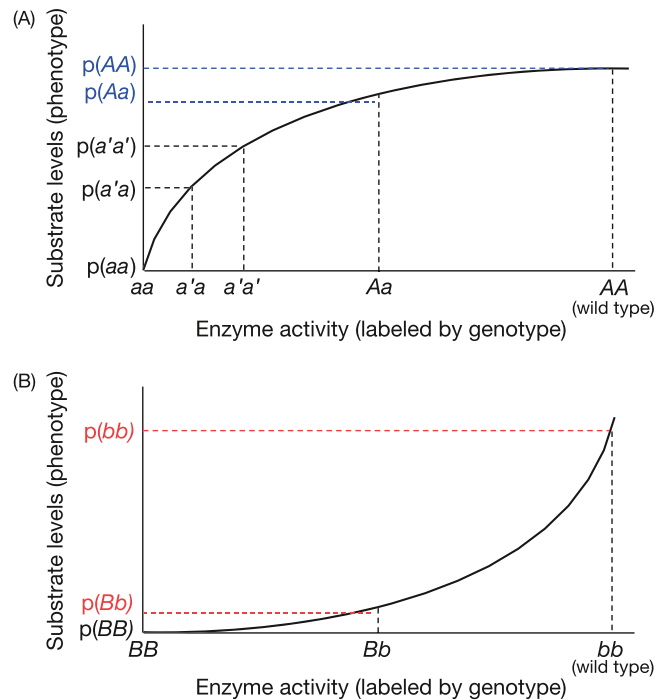 (A)
Substrate levels (phenotype)
p(AA)
p(Aa)
p(a'a')
p(a'a)
p(aa)
aa a'a a'a' Aa AA
(wild type)
Enzyme activity (labeled by genotype)
(B)
Substrate levels (phenotype)
p(bb)
p(Bb)
p(BB)
BB Bb bb
(wild type)
Enzyme activity (labeled by genotype)